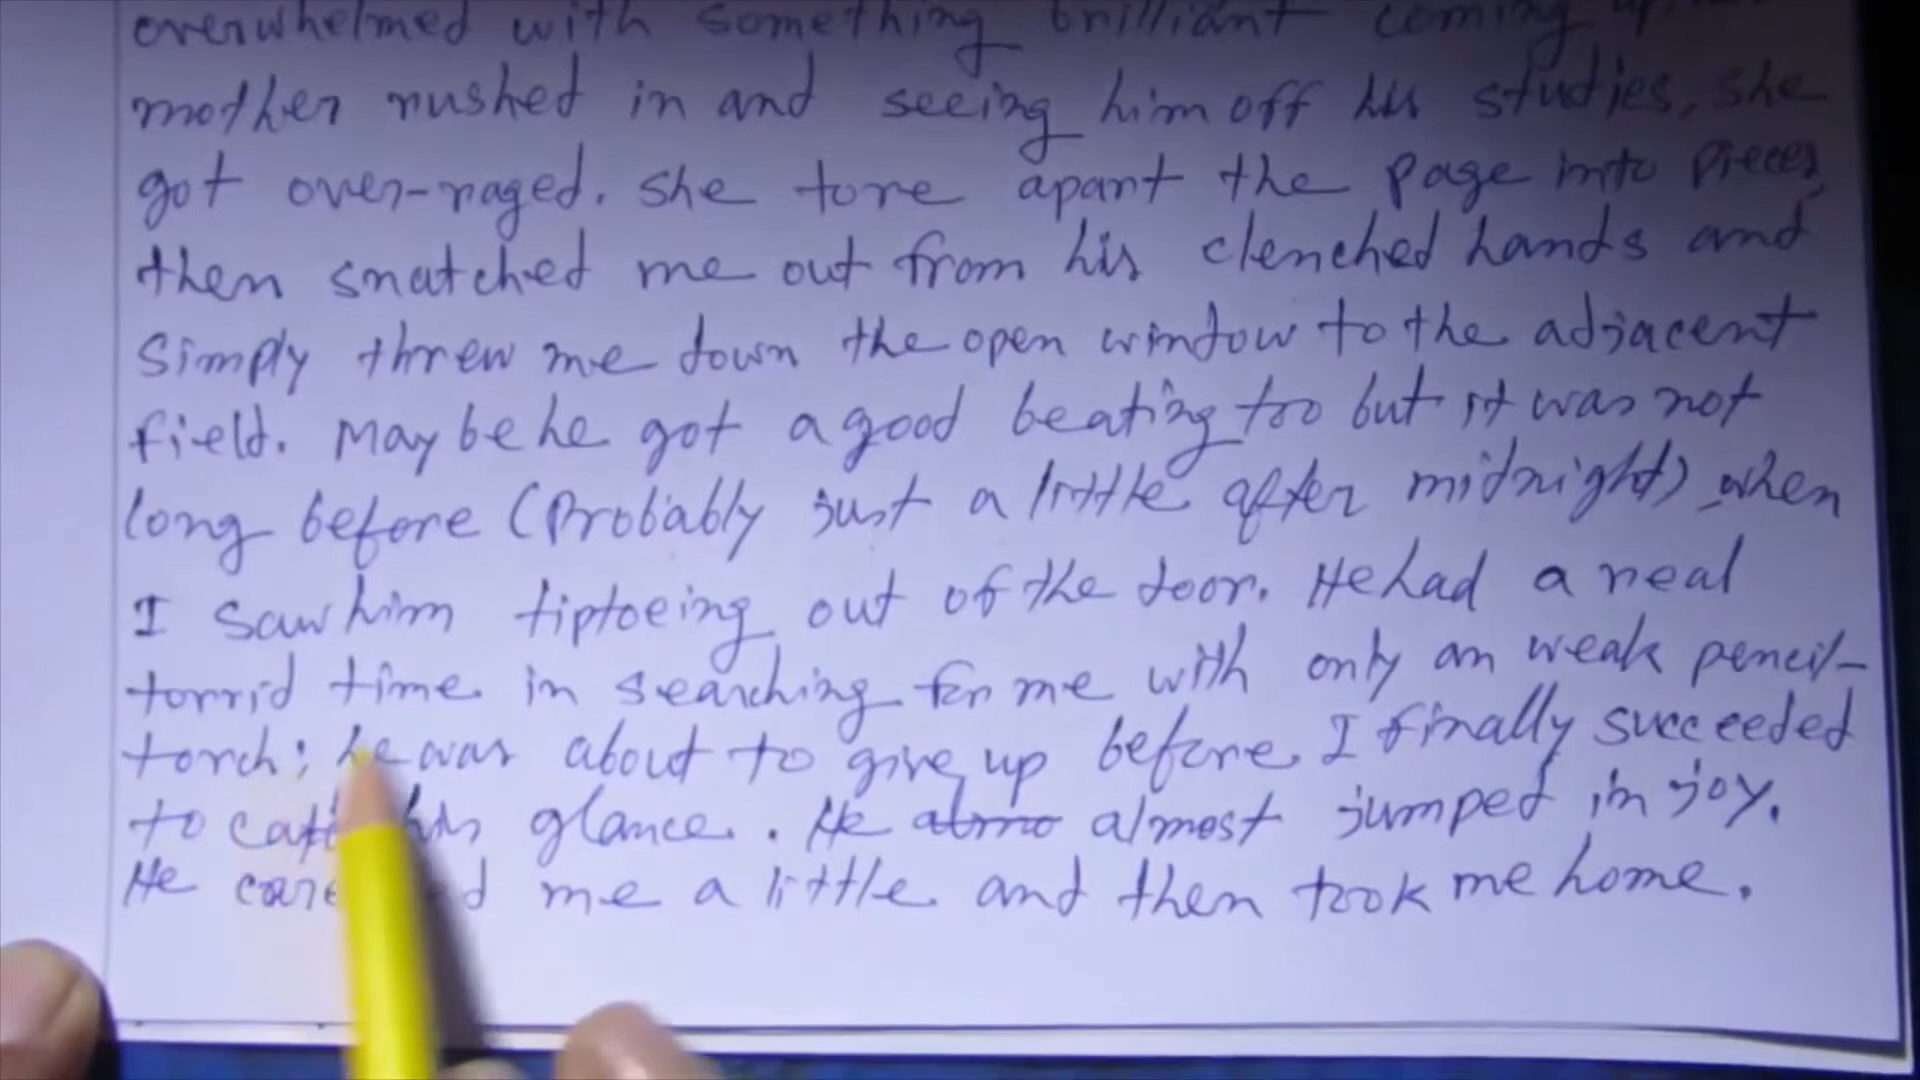 overwhelmed with something brilliant coming up.
mother rushed in and seeing him off his studies, she
got over-raged. She tore apart the page into pieces,
then snatched me out from his clenched hands and
simply threw me down the open window to the adjacent
field. May be he got a good beating too but it was not
long before (Probably just a little after midnight) when
I saw him tiptoeing out of the door. He had a real
torrid time in searching for me with only an weak pencil-
torch; he was about to give up before I finally succeeded
to his glance. He almo almost jumped in joy.
He me a little and then took me home.